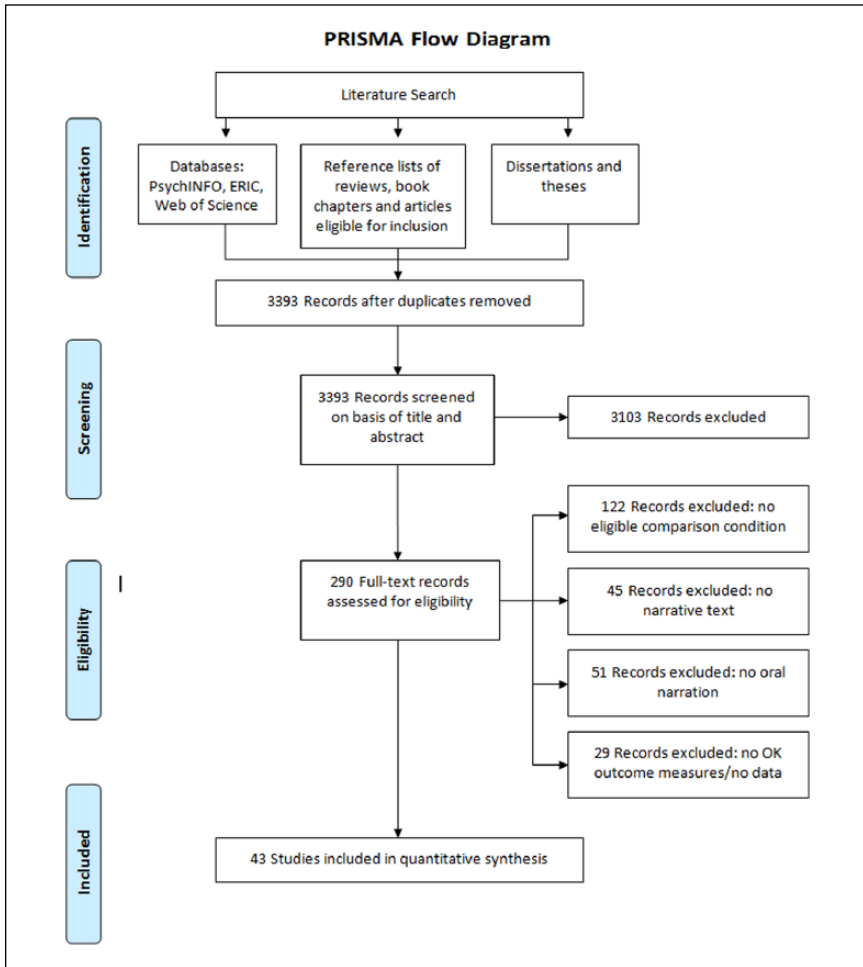 PRISMA Flow Diagram
Literature Search
Identification
Databases:
PsychINFO, ERIC,
Web of Science
Reference lists of
reviews, book
chapters and articles
eligible for inclusion
Dissertations and
theses
3393 Records after duplicates removed
Screening
3393 Records screened
on basis of title and
abstract
3103 Records excluded
Eligibility
290 Full-text records
assessed for eligibility
122 Records excluded: no
eligible comparison condition
45 Records excluded: no
narrative text
51 Records excluded: no oral
narration
29 Records excluded: no OK
outcome measures/no data
Included
43 Studies included in quantitative synthesis